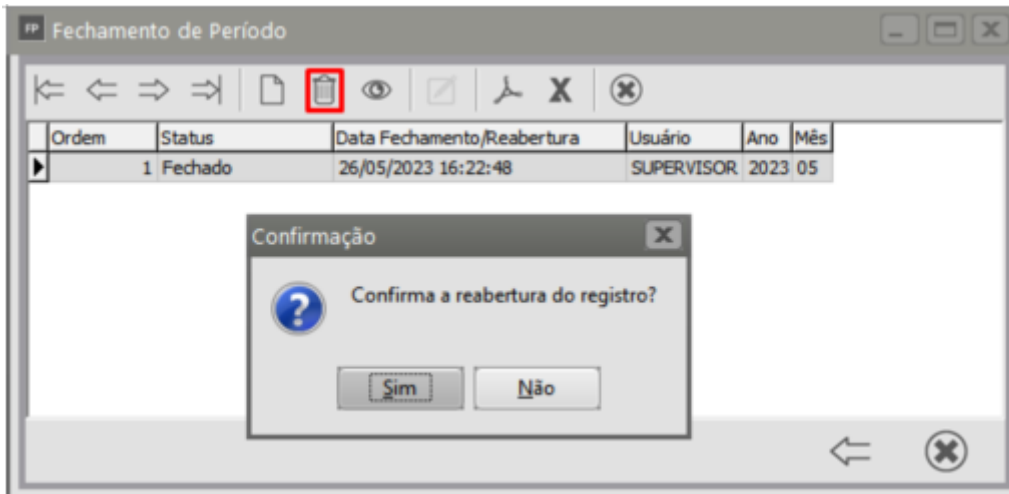 FP Fechamento de Período
Ordem Status Data Fechamento/Reabertura Usuário Ano Mês
1 Fechado 26/05/2023 16:22:48 SUPERVISOR 2023 05
Confirmação
Confirma a reabertura do registro?
Sim Não